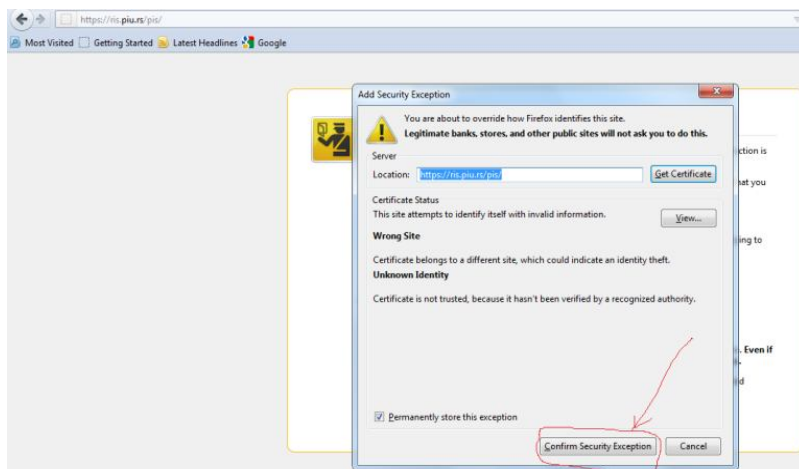 https://ris.piu.rs/pis/
Most Visited Getting Started Latest Headlines Google
Add Security Exception
You are about to override how Firefox identifies this site.
Legitimate banks, stores, and other public sites will not ask you to do this.
Server
Location: https://ris.piu.rs/pis/ Get Certificate
Certificate Status
This site attempts to identify itself with invalid information. View...
Wrong Site
Certificate belongs to a different site, which could indicate an identity theft.
Unknown Identity
Certificate is not trusted, because it hasn't been verified by a recognized authority.
Permanently store this exception
Confirm Security Exception Cancel
ction is
hat you
ing to
. Even if